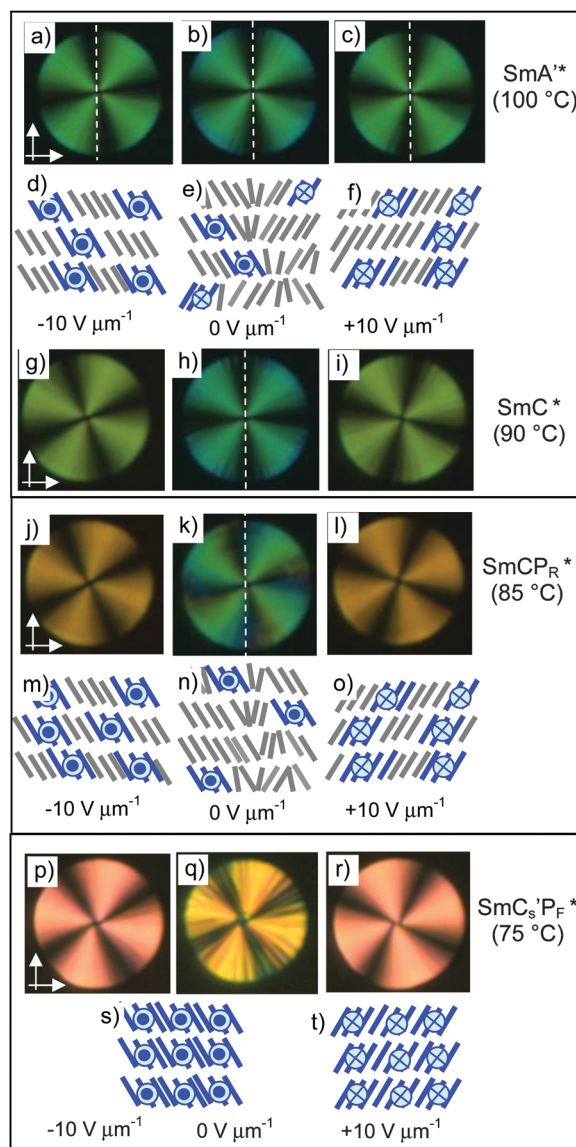 a)
b)
c)
SmA'*
(100 °C)
d)
e)
f)
-10 V μm⁻¹
0 V μm⁻¹
+10 V μm⁻¹
g)
h)
i)
SmC *
(90 °C)
j)
k)
l)
SmCP_R *
(85 °C)
m)
n)
o)
-10 V μm⁻¹
0 V μm⁻¹
+10 V μm⁻¹
p)
q)
r)
SmC_s'P_F *
(75 °C)
s)
t)
-10 V μm⁻¹
0 V μm⁻¹
+10 V μm⁻¹